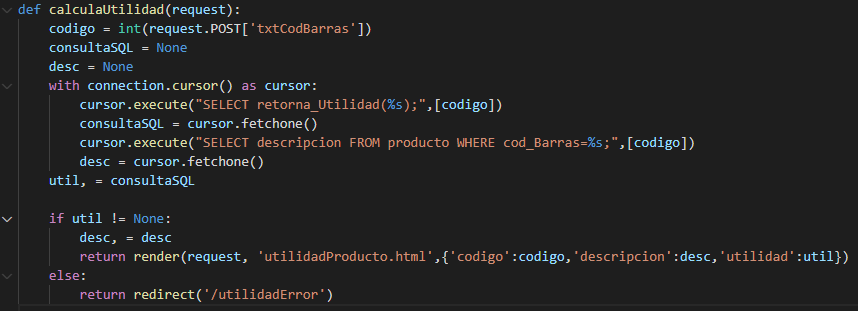 def calculaUtilidad(request):
    codigo = int(request.POST['txtCodBarras'])
    consultaSQL = None
    desc = None
    with connection.cursor() as cursor:
        cursor.execute("SELECT retorna_Utilidad(%s);",[codigo])
        consultaSQL = cursor.fetchone()
        cursor.execute("SELECT descripcion FROM producto WHERE cod_Barras=%s;",[codigo])
        desc = cursor.fetchone()
    util, = consultaSQL

    if util != None:
        desc, = desc
        return render(request, 'utilidadProducto.html',{'codigo':codigo,'descripcion':desc,'utilidad':util})
    else:
        return redirect('/utilidadError')